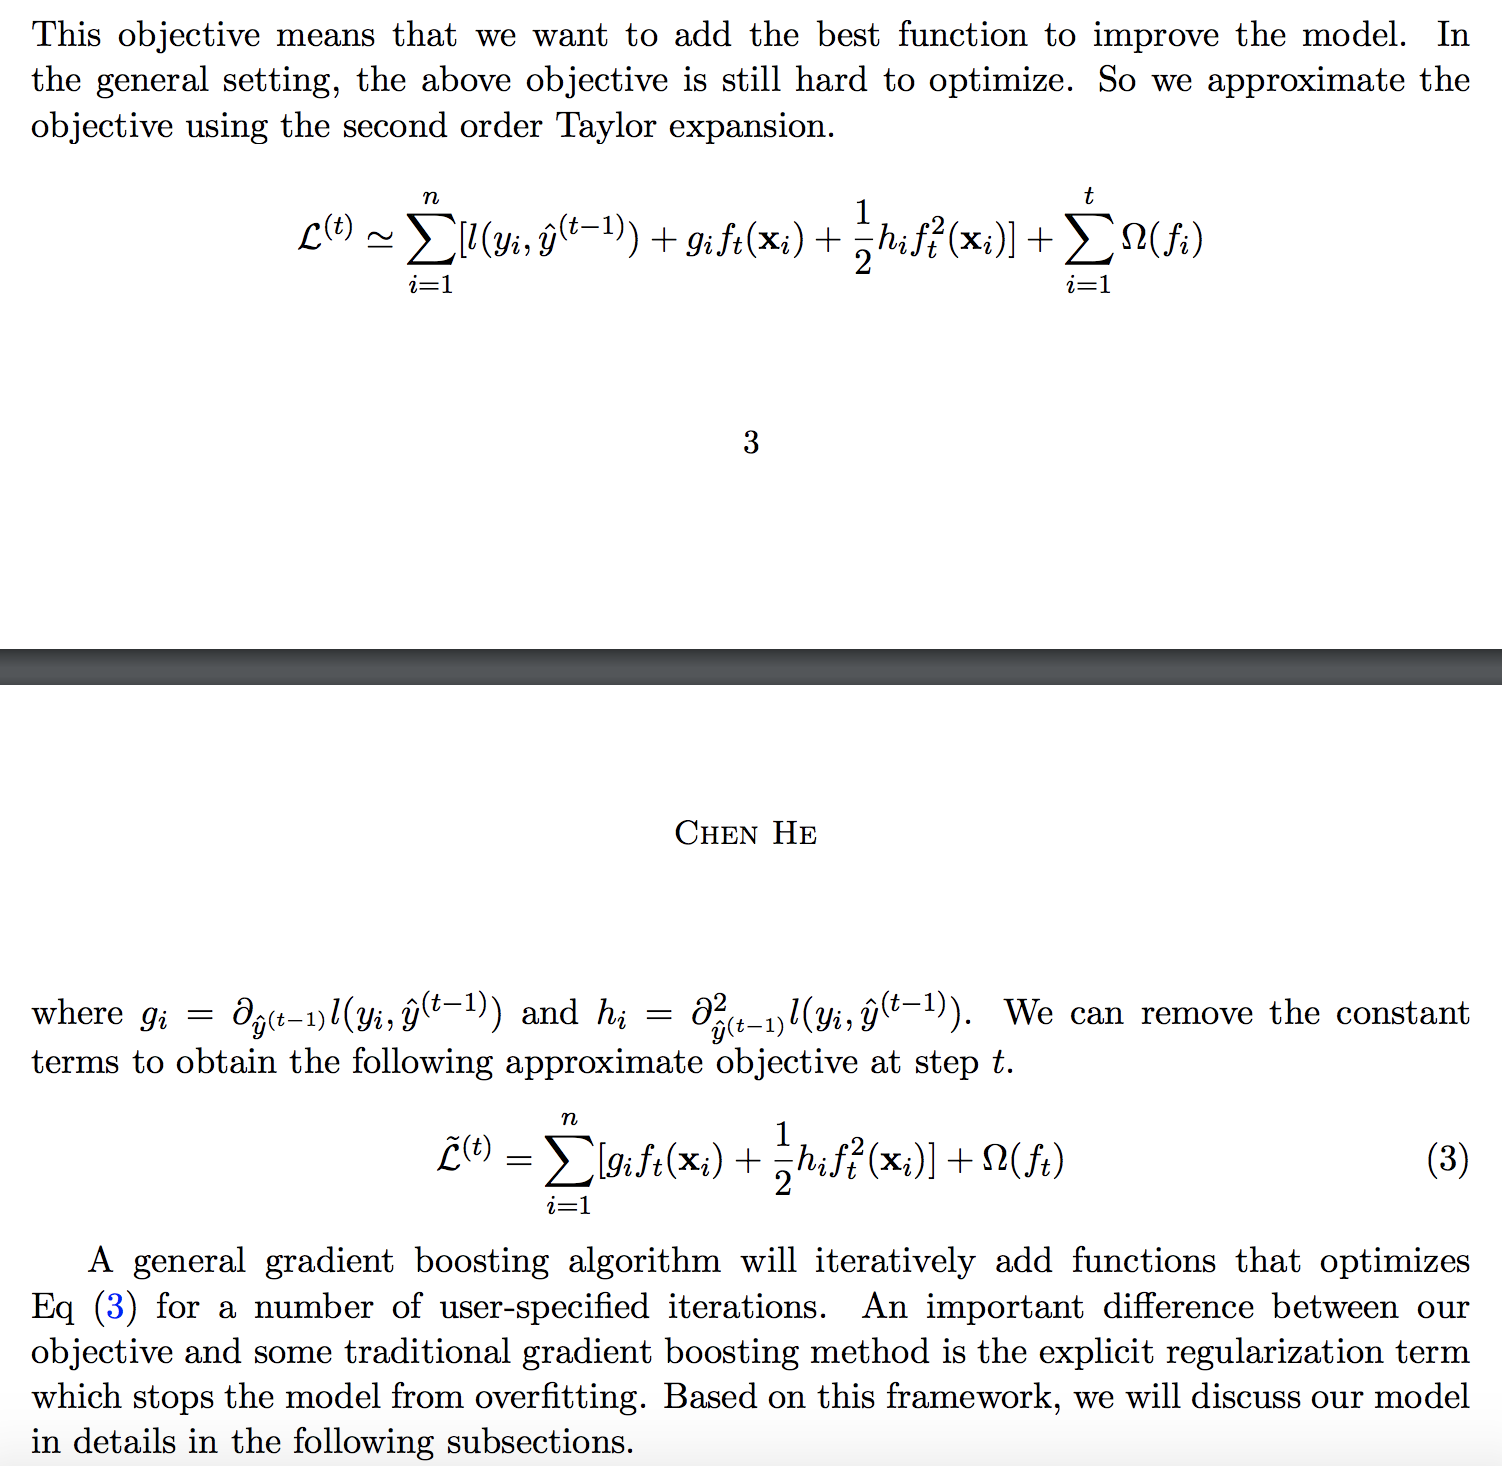 This objective means that we want to add the best function to improve the model. In
the general setting, the above objective is still hard to optimize. So we approximate the
objective using the second order Taylor expansion.
$\mathcal{L}^{(t)} \simeq \sum_{i=1}^{n} [l(y_i, \hat{y}^{(t-1)}) + g_i f_t(\mathbf{x}_i) + \frac{1}{2} h_i f_t^2(\mathbf{x}_i)] + \sum_{i=1}^{t} \Omega(f_i)$
3
Chen He
where $g_i = \partial_{\hat{y}^{(t-1)}} l(y_i, \hat{y}^{(t-1)})$ and $h_i = \partial^2_{\hat{y}^{(t-1)}} l(y_i, \hat{y}^{(t-1)})$. We can remove the constant
terms to obtain the following approximate objective at step $t$.
$\tilde{\mathcal{L}}^{(t)} = \sum_{i=1}^{n} [g_i f_t(\mathbf{x}_i) + \frac{1}{2} h_i f_t^2(\mathbf{x}_i)] + \Omega(f_t)$ (3)
A general gradient boosting algorithm will iteratively add functions that optimizes
Eq (3) for a number of user-specified iterations. An important difference between our
objective and some traditional gradient boosting method is the explicit regularization term
which stops the model from overfitting. Based on this framework, we will discuss our model
in details in the following subsections.